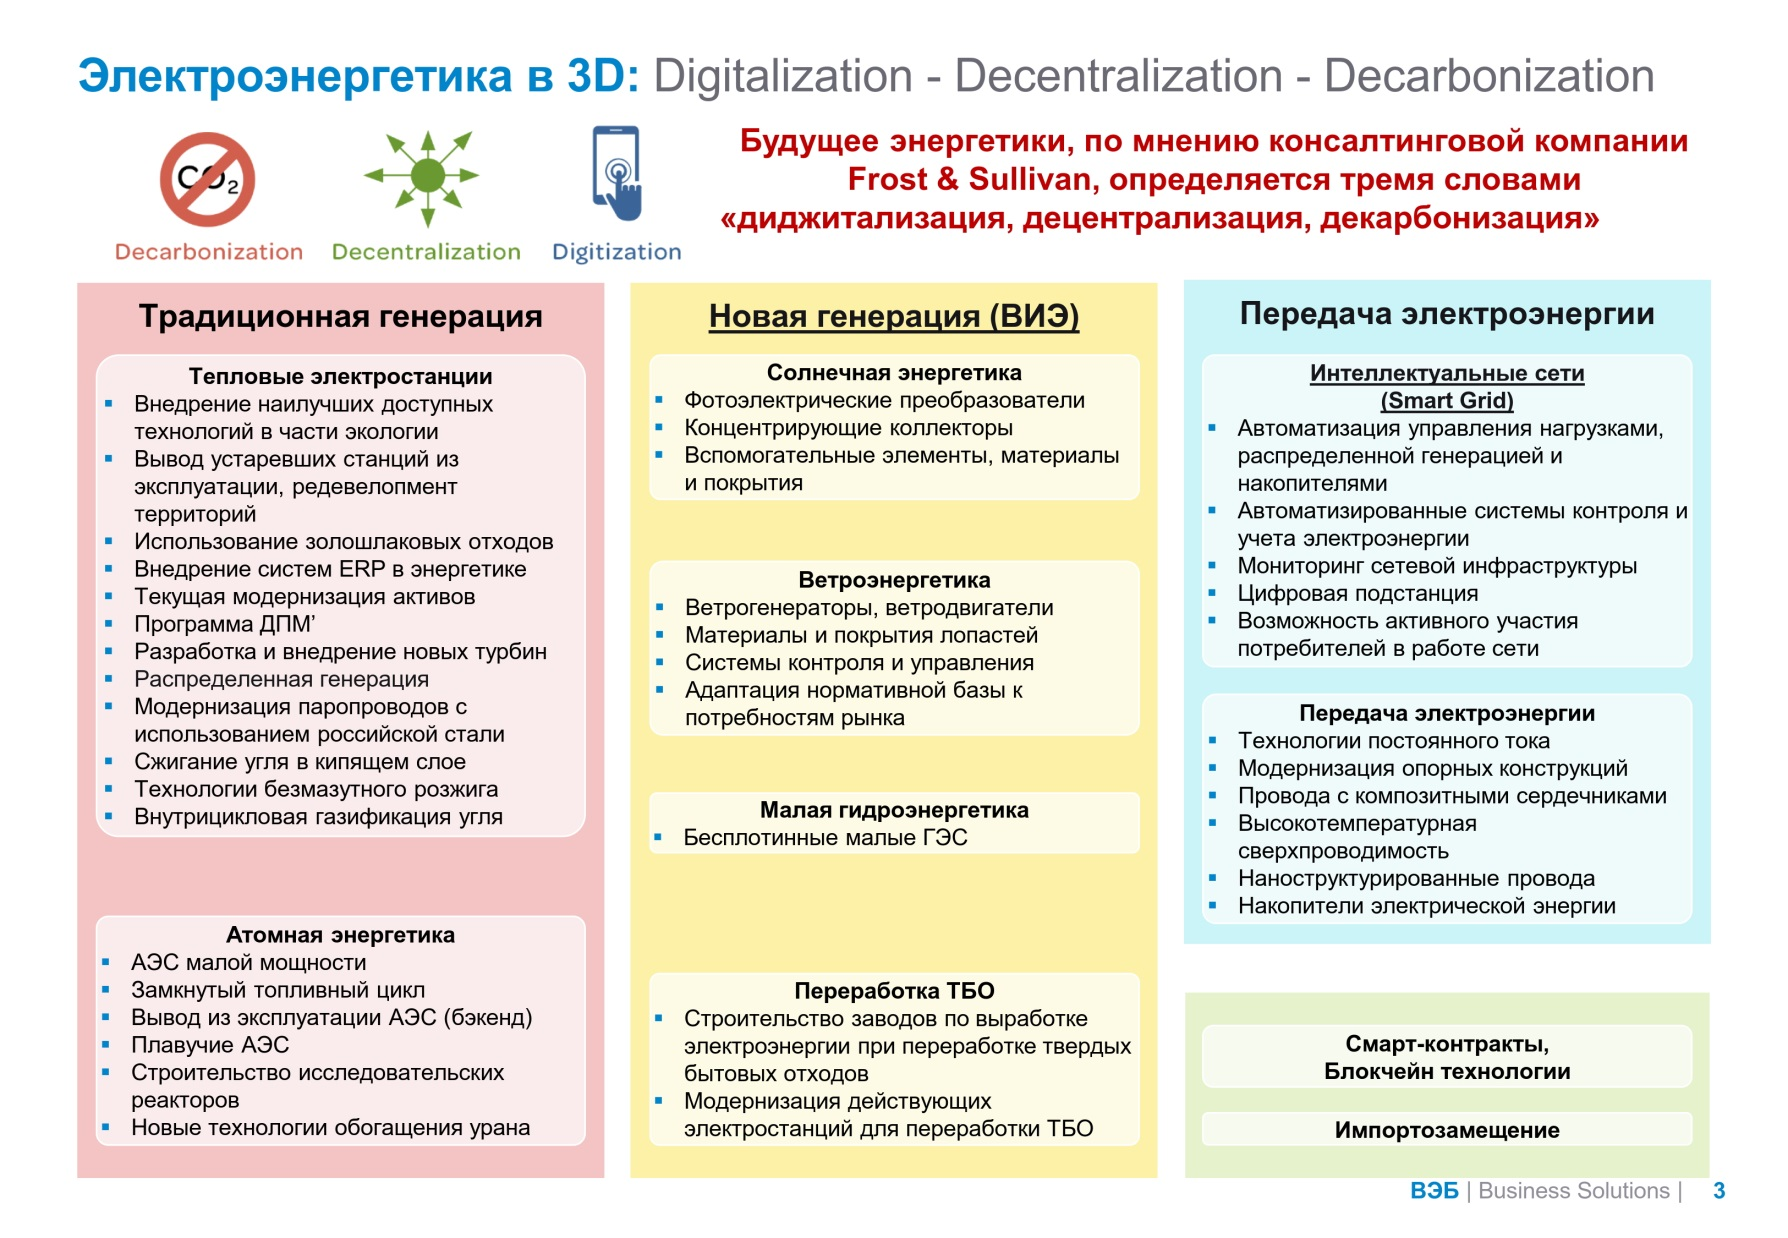 Электроэнергетика в 3D: Digitalization - Decentralization - Decarbonization
CO2
Decarbonization
Decentralization
Digitization
Будущее энергетики, по мнению консалтинговой компании
Frost & Sullivan, определяется тремя словами
«диджитализация, децентрализация, декарбонизация»
Традиционная генерация
Тепловые электростанции
▪ Внедрение наилучших доступных
технологий в части экологии
▪ Вывод устаревших станций из
эксплуатации, редевелопмент
территорий
▪ Использование золошлаковых отходов
▪ Внедрение систем ERP в энергетике
▪ Текущая модернизация активов
▪ Программа ДПМ’
▪ Разработка и внедрение новых турбин
▪ Распределенная генерация
▪ Модернизация паропроводов с
использованием российской стали
▪ Сжигание угля в кипящем слое
▪ Технологии безмазутного розжига
▪ Внутрицикловая газификация угля
Атомная энергетика
▪ АЭС малой мощности
▪ Замкнутый топливный цикл
▪ Вывод из эксплуатации АЭС (бэкенд)
▪ Плавучие АЭС
▪ Строительство исследовательских
реакторов
▪ Новые технологии обогащения урана
Новая генерация (ВИЭ)
Солнечная энергетика
▪ Фотоэлектрические преобразователи
▪ Концентрирующие коллекторы
▪ Вспомогательные элементы, материалы
и покрытия
Ветроэнергетика
▪ Ветрогенераторы, ветродвигатели
▪ Материалы и покрытия лопастей
▪ Системы контроля и управления
▪ Адаптация нормативной базы к
потребностям рынка
Малая гидроэнергетика
▪ Бесплотинные малые ГЭС
Переработка ТБО
▪ Строительство заводов по выработке
электроэнергии при переработке твердых
бытовых отходов
▪ Модернизация действующих
электростанций для переработки ТБО
Передача электроэнергии
Интеллектуальные сети
(Smart Grid)
▪ Автоматизация управления нагрузками,
распределенной генерацией и
накопителями
▪ Автоматизированные системы контроля и
учета электроэнергии
▪ Мониторинг сетевой инфраструктуры
▪ Цифровая подстанция
▪ Возможность активного участия
потребителей в работе сети
Передача электроэнергии
▪ Технологии постоянного тока
▪ Модернизация опорных конструкций
▪ Провода с композитными сердечниками
▪ Высокотемпературная
сверхпроводимость
▪ Наноструктурированные провода
▪ Накопители электрической энергии
Смарт-контракты,
Блокчейн технологии
Импортозамещение
ВЭБ | Business Solutions | 3